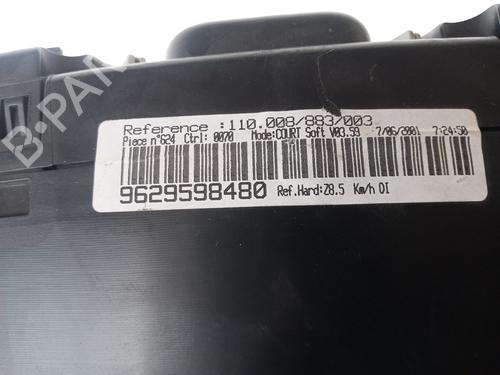 Reference :110.008/883/003
Piece n°624 Ctrl: 0070 Mode:COURT Soft V03.59 7/06/2001 7:24:50
9629598480 Ref.Hard:28.5 Km/h DI
B-PARTS